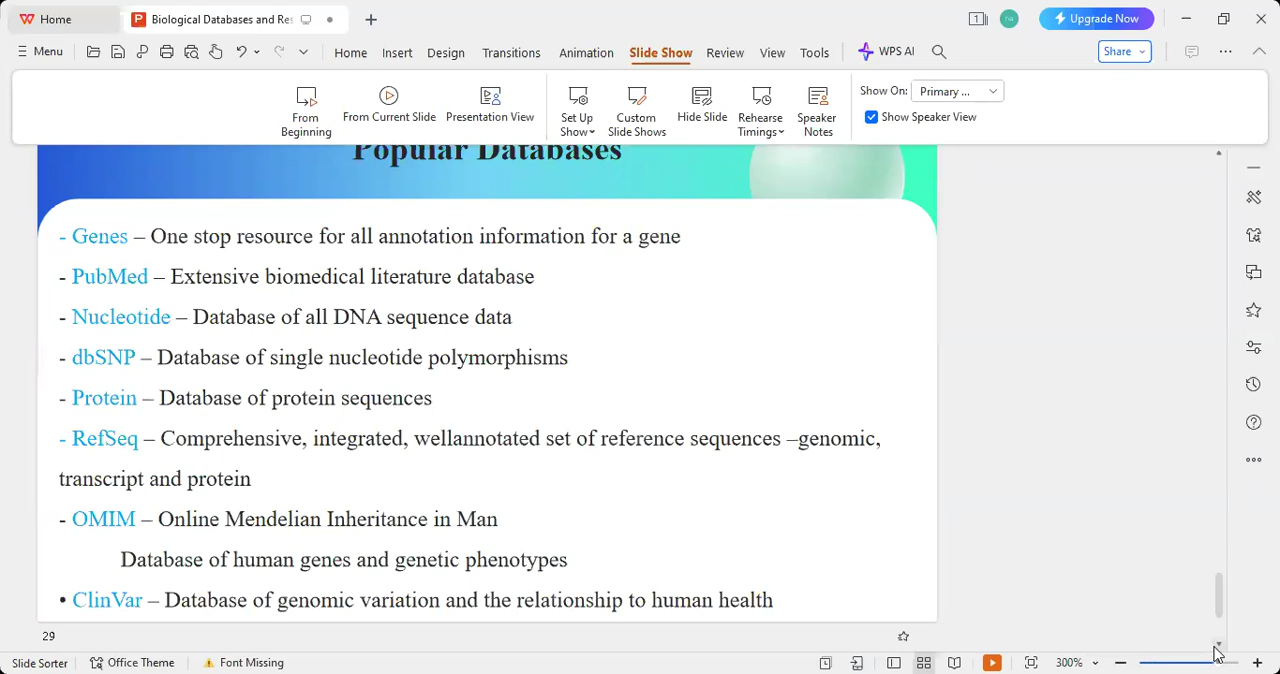 Home
Biological Databases and Res
1
na
Upgrade Now
Menu
Home Insert Design Transitions Animation Slide Show Review View Tools WPS AI
Share
From Beginning
From Current Slide
Presentation View
Set Up Show
Custom Slide Shows
Hide Slide
Rehearse Timings
Speaker Notes
Show On: Primary ...
Show Speaker View
Popular Databases
- Genes – One stop resource for all annotation information for a gene
- PubMed – Extensive biomedical literature database
- Nucleotide – Database of all DNA sequence data
- dbSNP – Database of single nucleotide polymorphisms
- Protein – Database of protein sequences
- RefSeq – Comprehensive, integrated, wellannotated set of reference sequences –genomic,
transcript and protein
- OMIM – Online Mendelian Inheritance in Man
Database of human genes and genetic phenotypes
• ClinVar – Database of genomic variation and the relationship to human health
29
Slide Sorter Office Theme Font Missing 300%